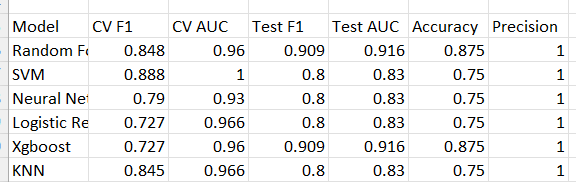 Model CV F1 CV AUC Test F1 Test AUC Accuracy Precision
Random Fo 0.848 0.96 0.909 0.916 0.875 1
SVM 0.888 1 0.8 0.83 0.75 1
Neural Net 0.79 0.93 0.8 0.83 0.75 1
Logistic Re 0.727 0.966 0.8 0.83 0.75 1
Xgboost 0.727 0.96 0.909 0.916 0.875 1
KNN 0.845 0.966 0.8 0.83 0.75 1